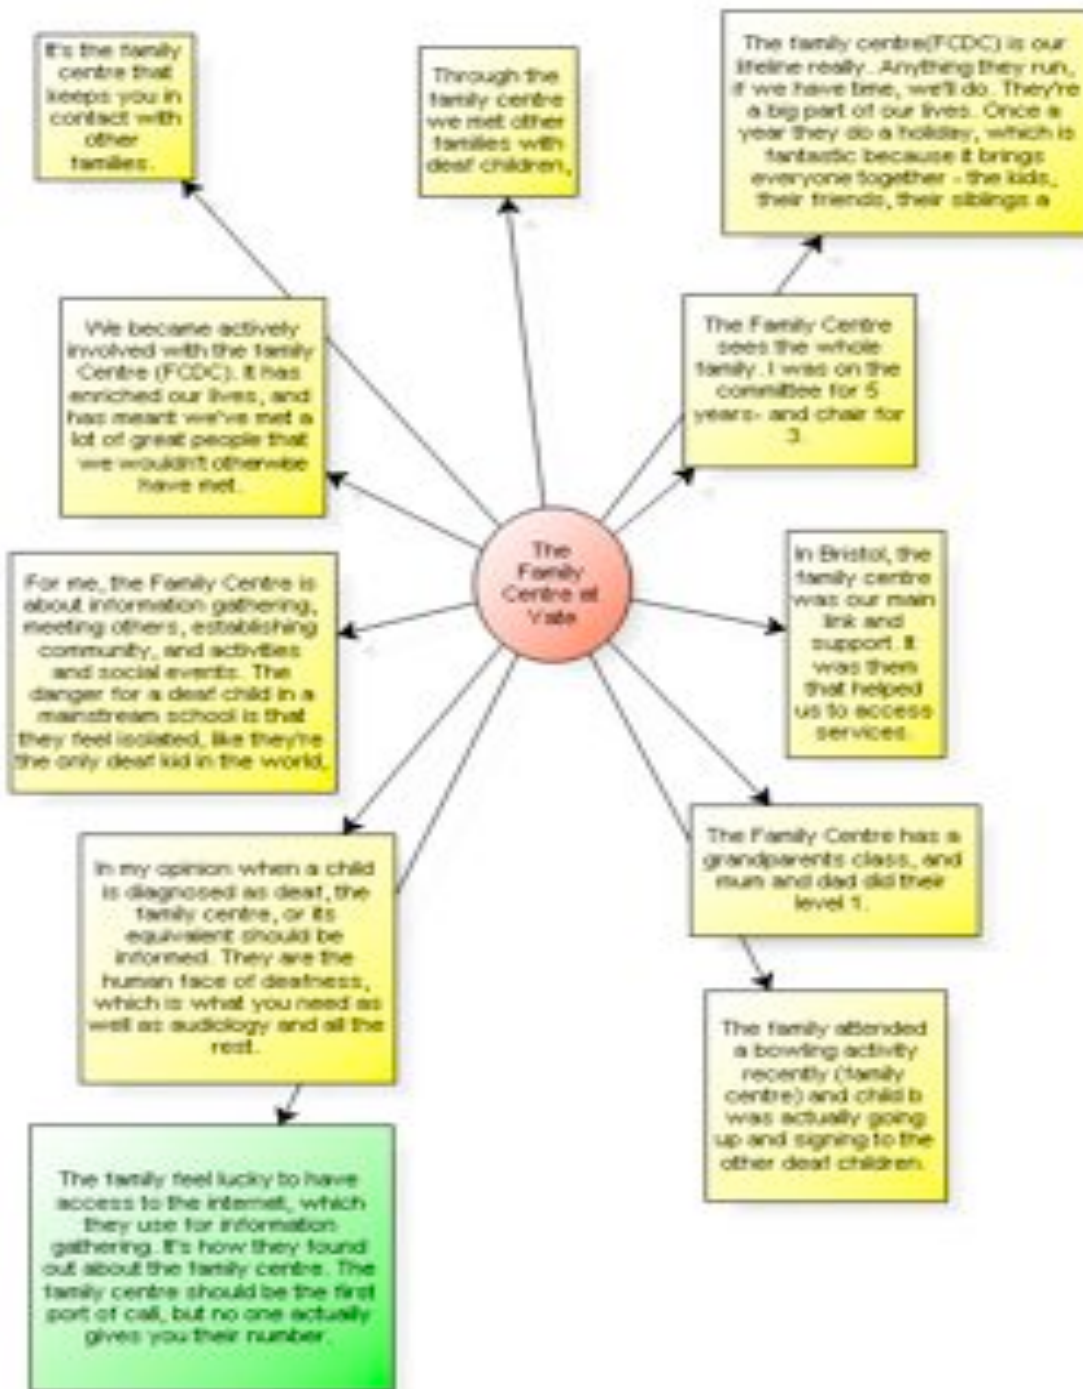 It's the family
centre that
keeps you in
contact with
other
families.
Through the
family centre
we met other
families with
deaf children,
The family centre(FCDC) is our
lifeline really. Anything they run,
if we have time, we'll do. They're
a big part of our lives. Once a
year they do a holiday, which is
fantastic because it brings
everyone together - the kids,
their friends, their siblings a
We became actively
involved with the family
Centre (FCDC). It has
enriched our lives, and
has meant we've met a
lot of great people that
we wouldn't otherwise
have met.
The Family Centre
sees the whole
family. I was on the
committee for 5
years- and chair for
3.
The
Family
Centre at
Yate
For me, the Family Centre is
about information gathering,
meeting others, establishing
community, and activities
and social events. The
danger for a deaf child in a
mainstream school is that
they feel isolated, like they're
the only deaf kid in the world,
In Bristol, the
family centre
was our main
link and
support. It
was them
that helped
us to access
services.
In my opinion when a child
is diagnosed as deaf, the
family centre, or its
equivalent should be
informed. They are the
human face of deafness,
which is what you need as
well as audiology and all the
rest.
The Family Centre has a
grandparents class, and
mum and dad did their
level 1.
The family attended
a bowling activity
recently (family
centre) and child b
was actually going
up and signing to the
other deaf children.
The family feel lucky to have
access to the internet, which
they use for information
gathering. It's how they found
out about the family centre. The
family centre should be the first
port of call, but no one actually
gives you their number.